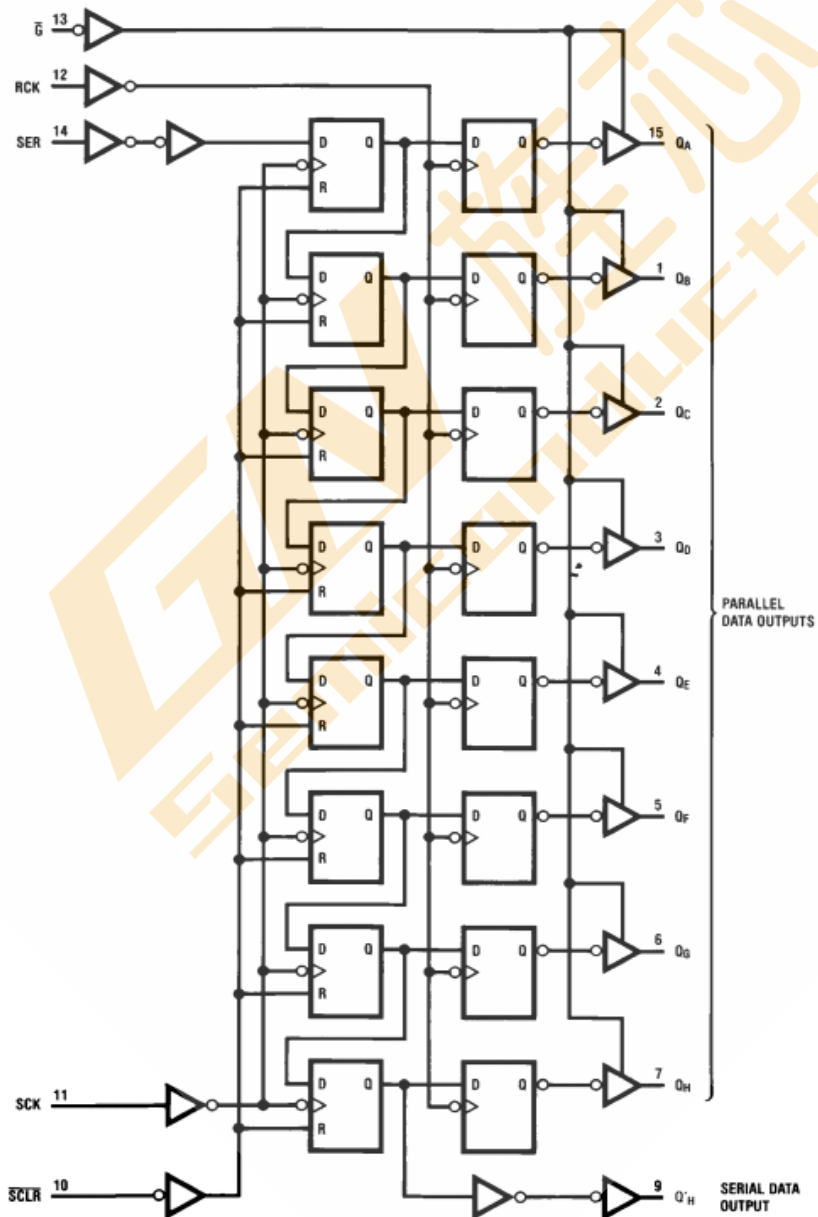 G̅ 13
RCK 12
SER 14
D Q D Q 15 QA
R
D Q D Q 1 QB
R
D Q D Q 2 QC
R
D Q D Q 3 QD
R
PARALLEL
DATA OUTPUTS
D Q D Q 4 QE
R
D Q D Q 5 QF
R
D Q D Q 6 QG
R
D Q D Q 7 QH
SCK 11
R
S̅C̅L̅R̅ 10
9 Q'H SERIAL DATA
OUTPUT
Semiconductor